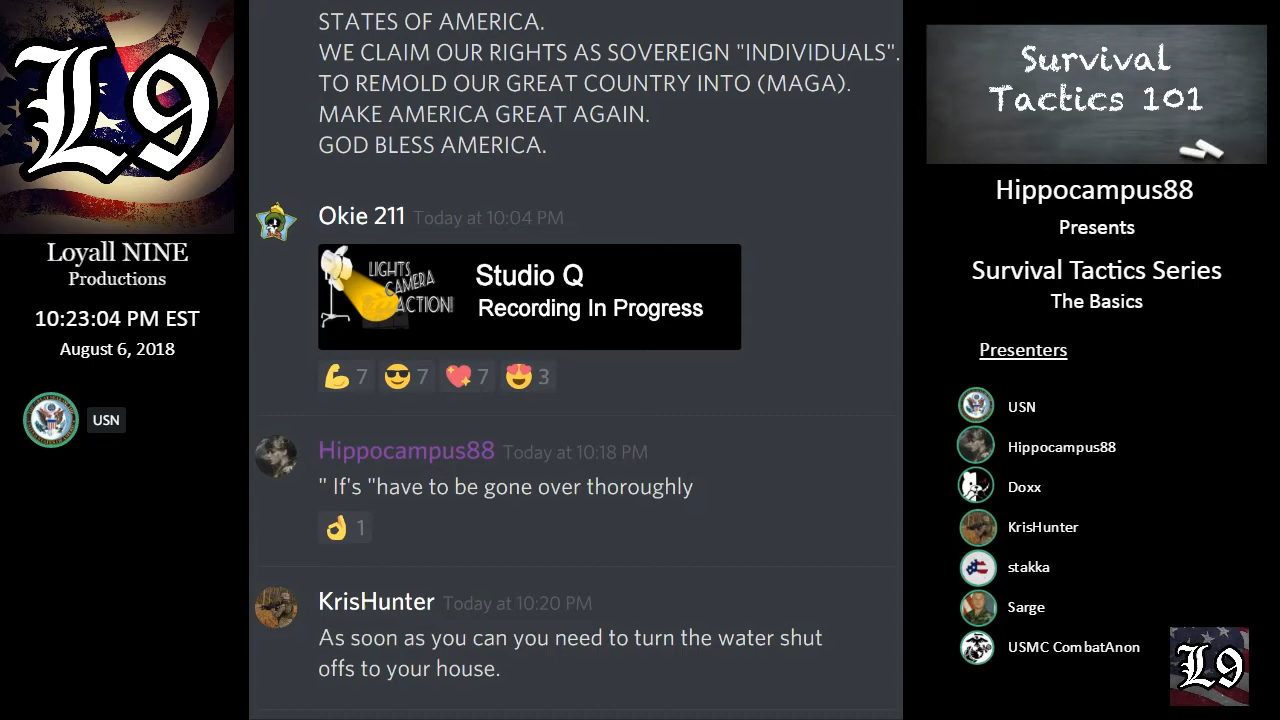 L9
Loyall NINE
Productions
10:23:04 PM EST
August 6, 2018
USN
STATES OF AMERICA.
WE CLAIM OUR RIGHTS AS SOVEREIGN "INDIVIDUALS".
TO REMOLD OUR GREAT COUNTRY INTO (MAGA).
MAKE AMERICA GREAT AGAIN.
GOD BLESS AMERICA.
Okie 211 Today at 10:04 PM
LIGHTS
CAMERA
ACTION!
Studio Q
Recording In Progress
7 7 7 3
Hippocampus88 Today at 10:18 PM
" If's "have to be gone over thoroughly
1
KrisHunter Today at 10:20 PM
As soon as you can you need to turn the water shut
offs to your house.
Survival
Tactics 101
Hippocampus88
Presents
Survival Tactics Series
The Basics
Presenters
USN
Hippocampus88
Doxx
KrisHunter
stakka
Sarge
USMC CombatAnon
L9